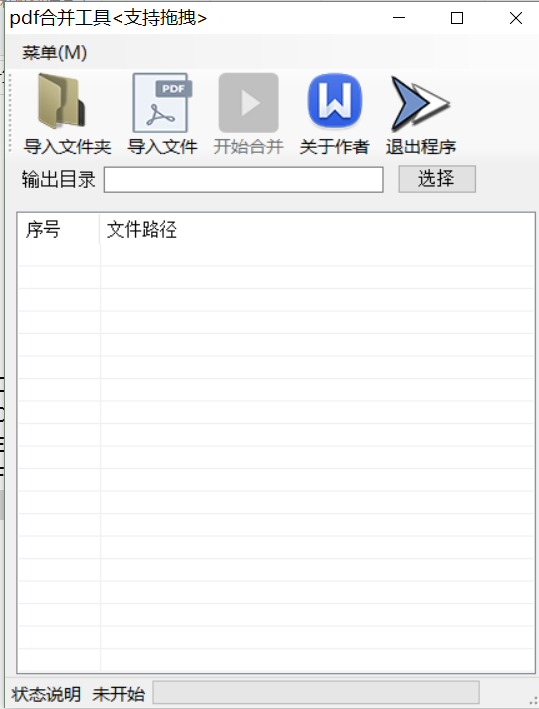 pdf合并工具<支持拖拽>
菜单(M)
PDF
导入文件夹 导入文件 开始合并 关于作者 退出程序
输出目录 选择
序号 文件路径
状态说明 未开始